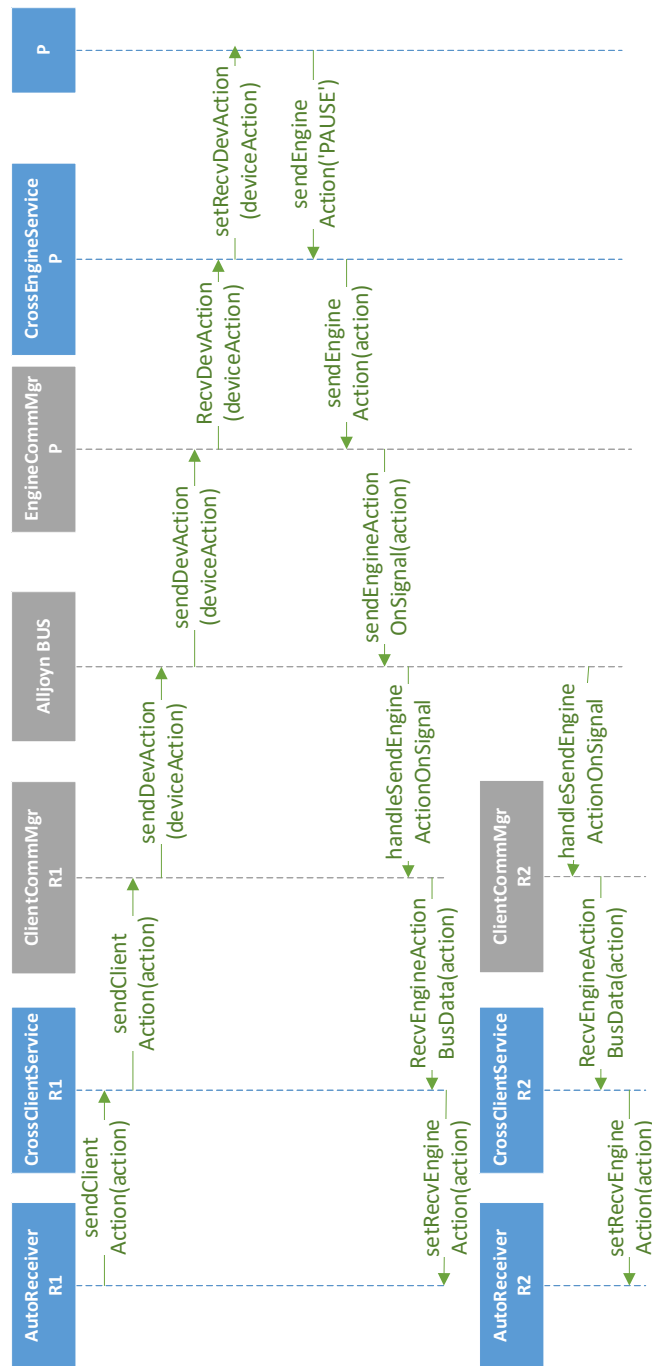 AutoReceiver
R1
CrossClientService
R1
ClientCommMgr
R1
Alljoyn BUS
EngineCommMgr
P
CrossEngineService
P
P
sendClient
Action(action)
sendClient
Action(action)
sendDevAction
(deviceAction)
sendDevAction
(deviceAction)
RecvDevAction
(deviceAction)
setRecvDevAction
(deviceAction)
sendEngine
Action('PAUSE')
sendEngine
Action(action)
sendEngineAction
OnSignal(action)
handleSendEngine
ActionOnSignal
RecvEngineAction
BusData(action)
setRecvEngine
Action(action)
AutoReceiver
R2
CrossClientService
R2
ClientCommMgr
R2
handleSendEngine
ActionOnSignal
RecvEngineAction
BusData(action)
setRecvEngine
Action(action)